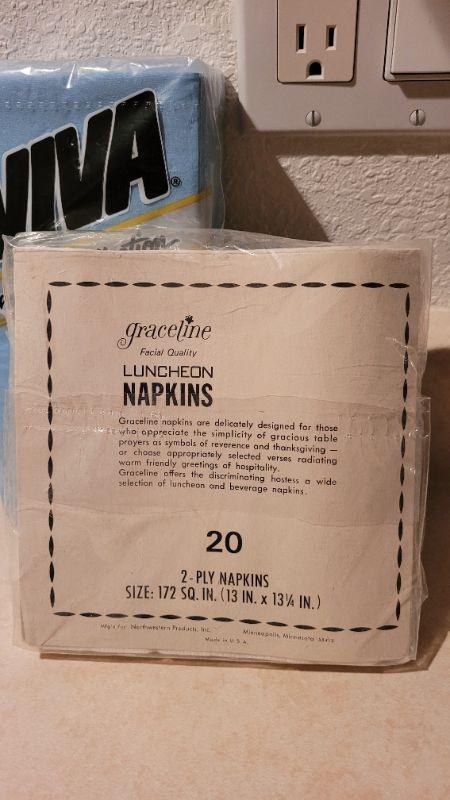 VIVA®
graceline
Facial Quality
LUNCHEON
NAPKINS
Graceline napkins are delicately designed for those
who appreciate the simplicity of gracious table
prayers as symbols of reverence and thanksgiving —
or choose appropriately selected verses radiating
warm friendly greetings of hospitality.
Graceline offers the discriminating hostess a wide
selection of luncheon and beverage napkins.
20
2-PLY NAPKINS
SIZE: 172 SQ. IN. (13 IN. x 13¼ IN.)
Mfg'd for Northwestern Products, Inc. Minneapolis, Minnesota
Made in U.S.A.